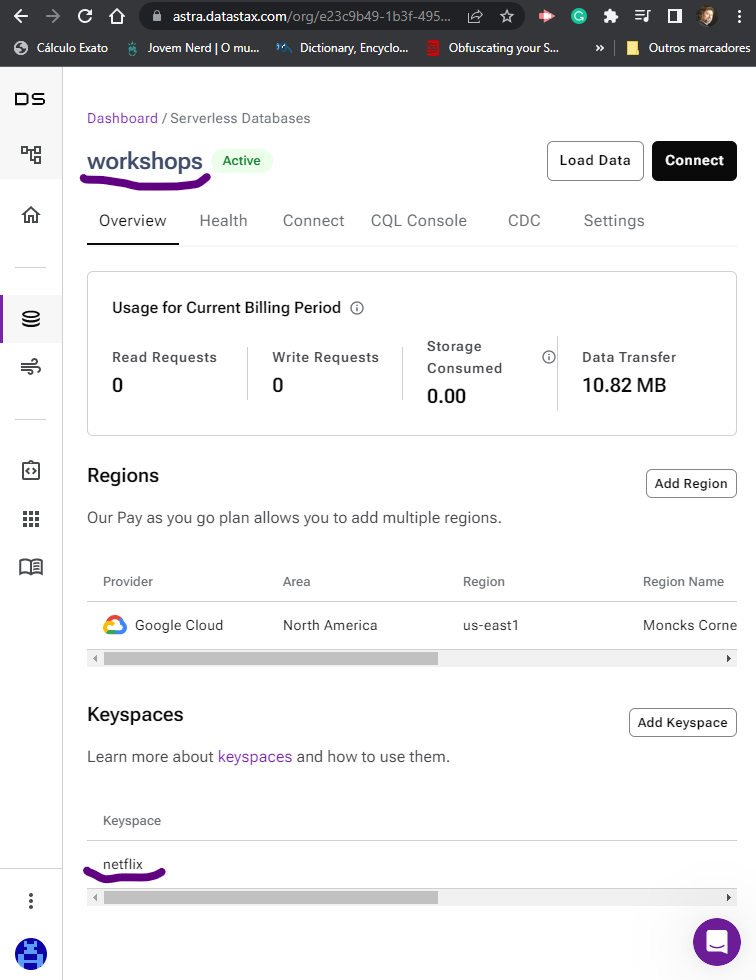 astra.datastax.com/org/e23c9b49-1b3f-495...
Cálculo Exato
Jovem Nerd | O mu...
Dictionary, Encyclo...
Obfuscating your S...
»
Outros marcadores
DS
Dashboard / Serverless Databases
workshops
Active
Load Data
Connect
Overview
Health
Connect
CQL Console
CDC
Settings
Usage for Current Billing Period
Read Requests
0
Write Requests
0
Storage
Consumed
0.00
Data Transfer
10.82 MB
Regions
Add Region
Our Pay as you go plan allows you to add multiple regions.
Provider
Area
Region
Region Name
Google Cloud
North America
us-east1
Moncks Corne
Keyspaces
Add Keyspace
Learn more about keyspaces and how to use them.
Keyspace
netflix